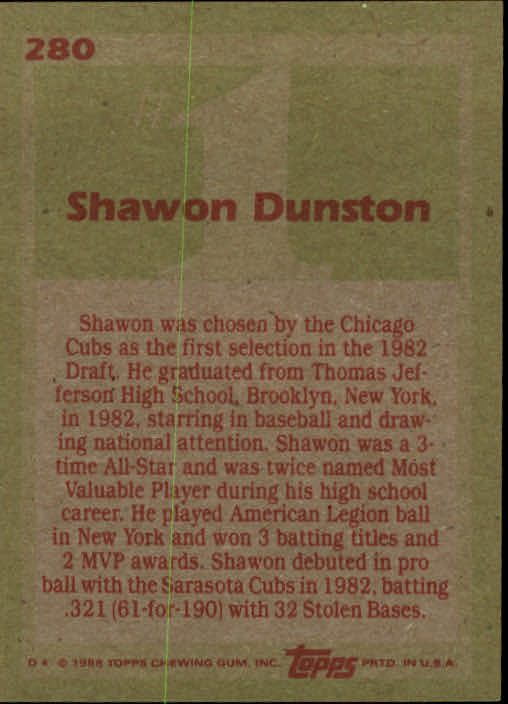 280
Shawon Dunston
Shawon was chosen by the Chicago
Cubs as the first selection in the 1982
Draft. He graduated from Thomas Jef-
ferson High School, Brooklyn, New York,
in 1982, starring in baseball and draw-
ing national attention. Shawon was a 3-
time All-Star and was twice named Most
Valuable Player during his high school
career. He played American Legion ball
in New York and won 3 batting titles and
2 MVP awards. Shawon debuted in pro
ball with the Sarasota Cubs in 1982, batting
.321 (61-for-190) with 32 Stolen Bases.
D✶ © 1985 TOPPS CHEWING GUM, INC. Topps PRTD. IN U.S.A.